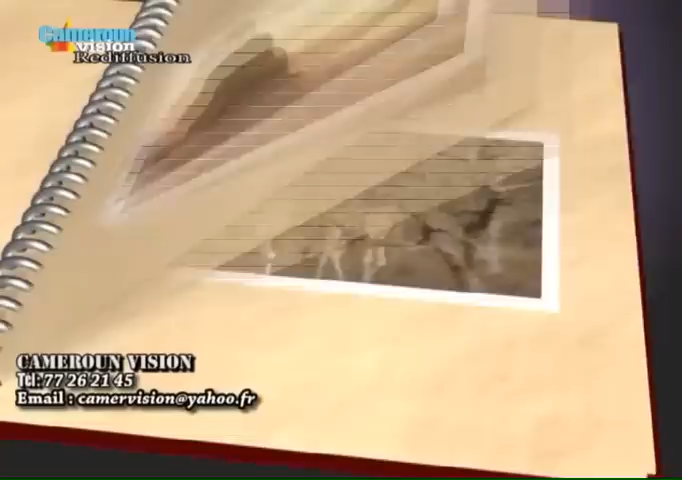 Cameroun
vision
Rediffusion
CAMEROUN VISION
Tel: 77 26 21 45
Email : camervision@yahoo.fr